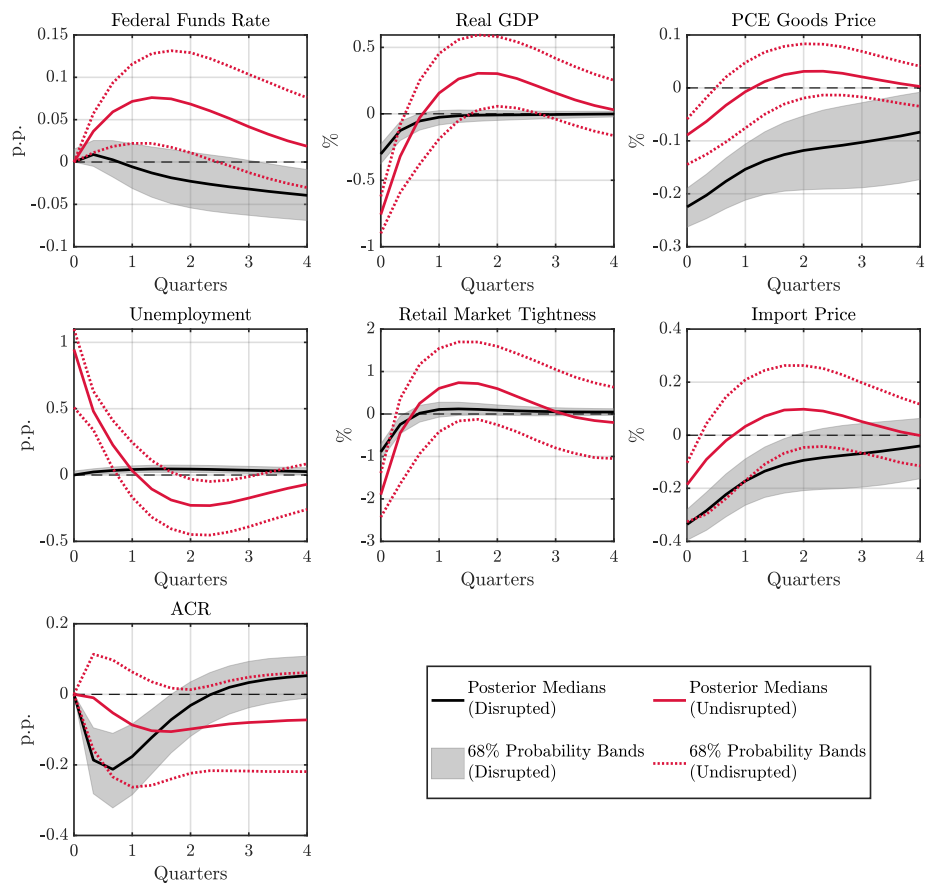 Federal Funds Rate
0.15
0.1
0.05
0
-0.05
-0.1
p.p.
0 1 2 3 4
Quarters
Real GDP
0.5
0
-0.5
-1
%
0 1 2 3 4
Quarters
PCE Goods Price
0.1
0
-0.1
-0.2
-0.3
%
0 1 2 3 4
Quarters
Unemployment
1
0.5
0
-0.5
p.p.
0 1 2 3 4
Quarters
Retail Market Tightness
2
1
0
-1
-2
-3
%
0 1 2 3 4
Quarters
Import Price
0.4
0.2
0
-0.2
-0.4
%
0 1 2 3 4
Quarters
ACR
0.2
0
-0.2
-0.4
p.p.
0 1 2 3 4
Quarters
Posterior Medians
(Disrupted)
Posterior Medians
(Undisrupted)
68% Probability Bands
(Disrupted)
68% Probability Bands
(Undisrupted)